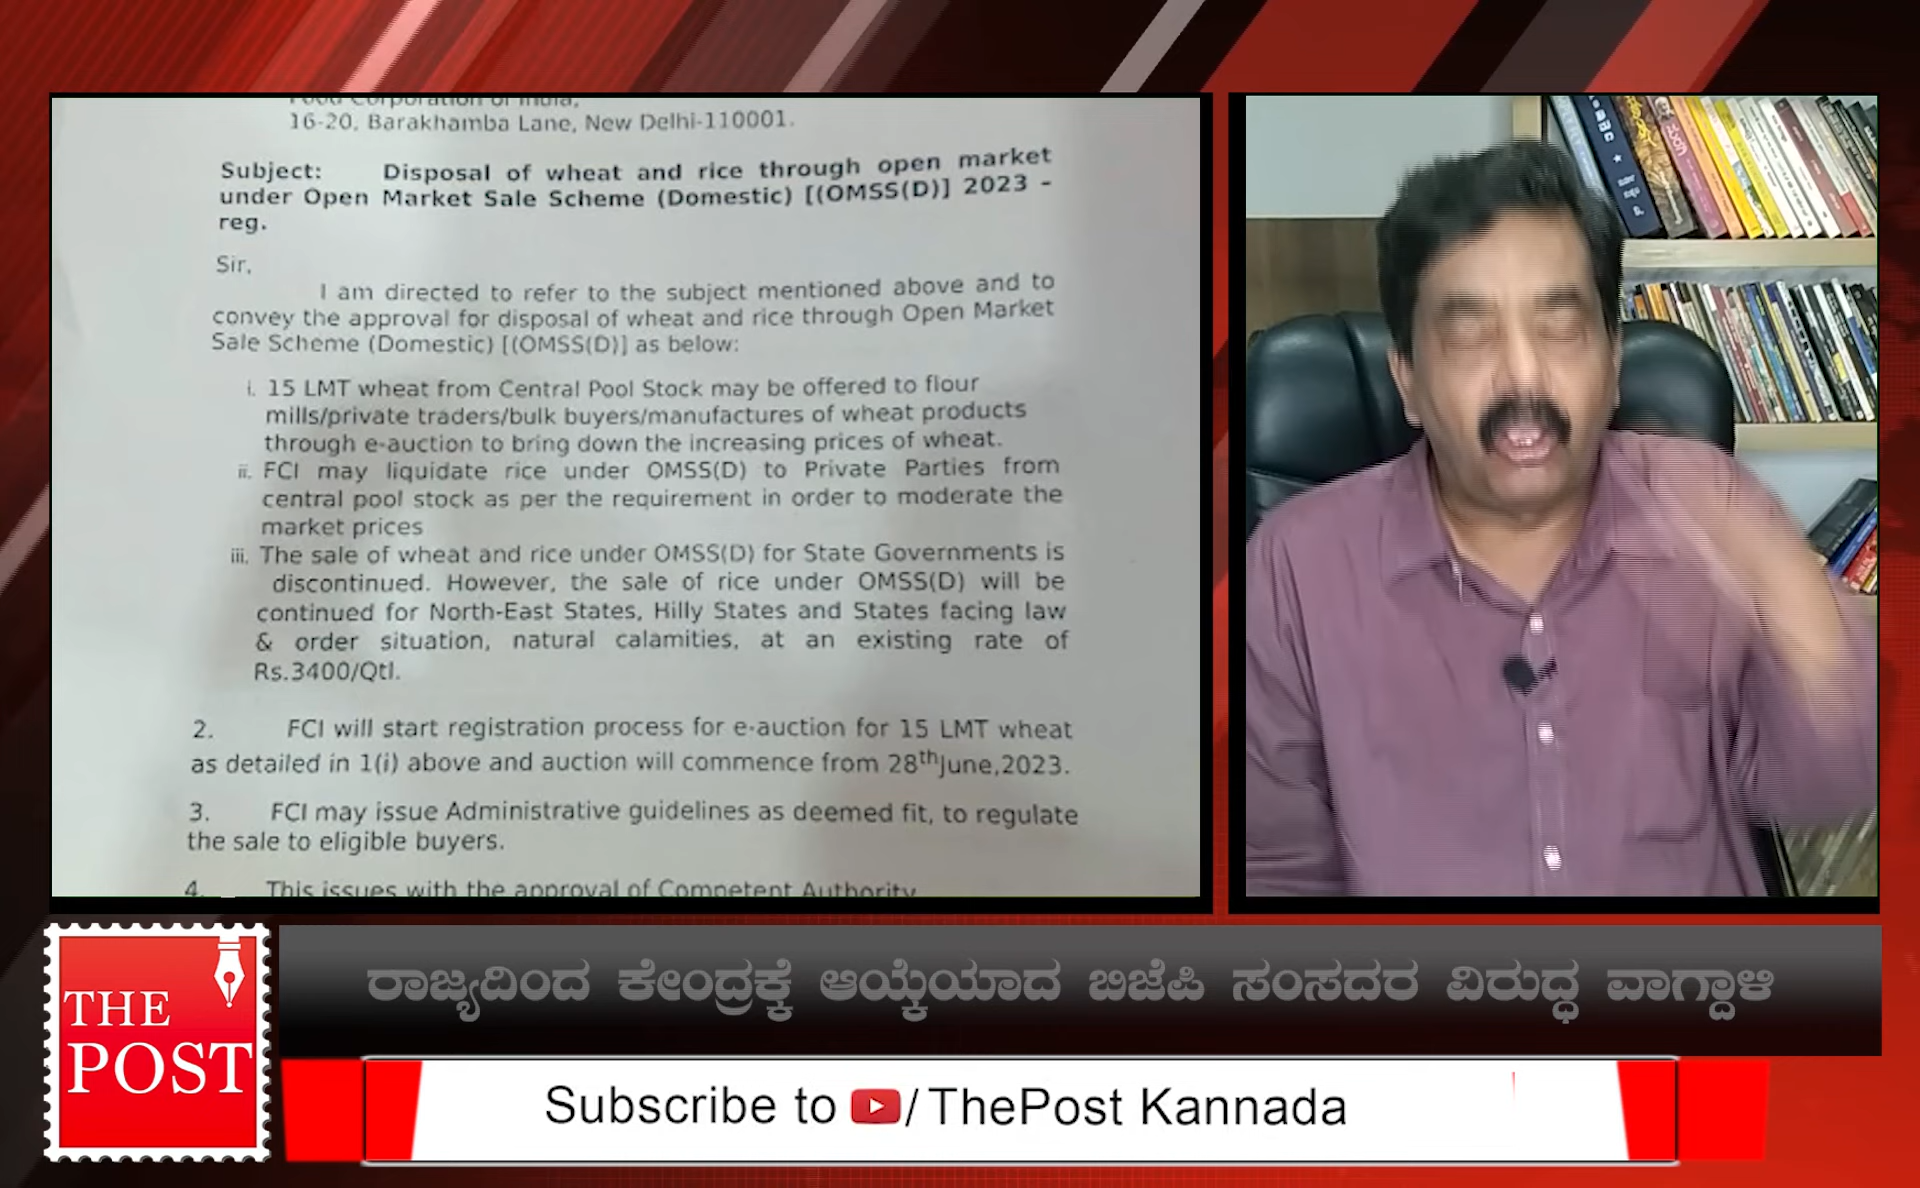 Food Corporation of India,
16-20, Barakhamba Lane, New Delhi-110001.
Subject: Disposal of wheat and rice through open market
under Open Market Sale Scheme (Domestic) [(OMSS(D)] 2023 -
reg.
Sir,
I am directed to refer to the subject mentioned above and to
convey the approval for disposal of wheat and rice through Open Market
Sale Scheme (Domestic) [(OMSS(D)] as below:
i. 15 LMT wheat from Central Pool Stock may be offered to flour
mills/private traders/bulk buyers/manufactures of wheat products
through e-auction to bring down the increasing prices of wheat.
ii. FCI may liquidate rice under OMSS(D) to Private Parties from
central pool stock as per the requirement in order to moderate the
market prices
iii. The sale of wheat and rice under OMSS(D) for State Governments is
discontinued. However, the sale of rice under OMSS(D) will be
continued for North-East States, Hilly States and States facing law
& order situation, natural calamities, at an existing rate of
Rs.3400/Qtl.
2. FCI will start registration process for e-auction for 15 LMT wheat
as detailed in 1(i) above and auction will commence from 28thJune,2023.
3. FCI may issue Administrative guidelines as deemed fit, to regulate
the sale to eligible buyers.
4. This issues with the approval of Competent Authority
ರಾಜ್ಯದಿಂದ ಕೇಂದ್ರಕ್ಕೆ ಆಯ್ಕೆಯಾದ ಬಿಜೆಪಿ ಸಂಸದರ ವಿರುದ್ಧ ವಾಗ್ದಾಳಿ
THE
POST
Subscribe to / ThePost Kannada